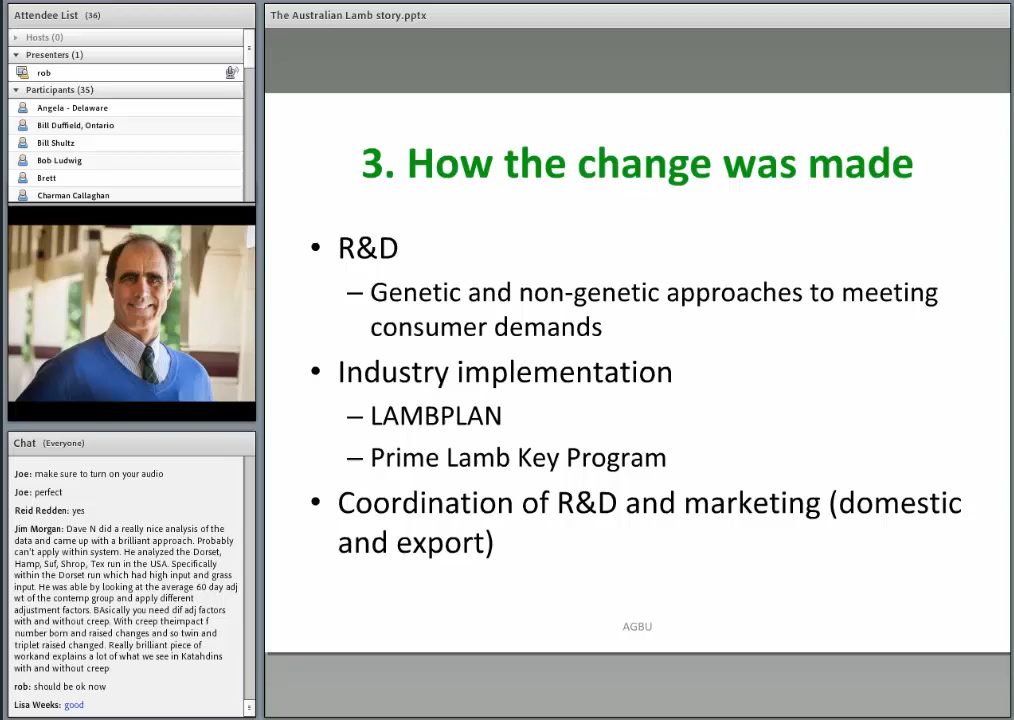 Attendee List (36)
Hosts (0)
Presenters (1)
rob
Participants (35)
Angela - Delaware
Bill Duffield, Ontario
Bill Shultz
Bob Ludwig
Brett
Charman Callaghan
Chat (Everyone)
Joe: make sure to turn on your audio
Joe: perfect
Reid Redden: yes
Jim Morgan: Dave N did a really nice analysis of the
data and came up with a brilliant approach. Probably
can't apply within system. He analyzed the Dorset,
Hamp, Suf, Shrop, Tex run in the USA. Specifically
within the Dorset run which had high input and grass
input. He was able by looking at the average 60 day adj
wt of the contemp group and apply different
adjustment factors. BAsically you need dif adj factors
with and without creep. With creep theimpact f
number born and raised changes and so twin and
triplet raised changed. Really brilliant piece of
workand explains a lot of what we see in Katahdins
with and without creep
rob: should be ok now
Lisa Weeks: good
The Australian Lamb story.pptx
3. How the change was made
• R&D
– Genetic and non-genetic approaches to meeting
consumer demands
• Industry implementation
– LAMBPLAN
– Prime Lamb Key Program
• Coordination of R&D and marketing (domestic
and export)
AGBU